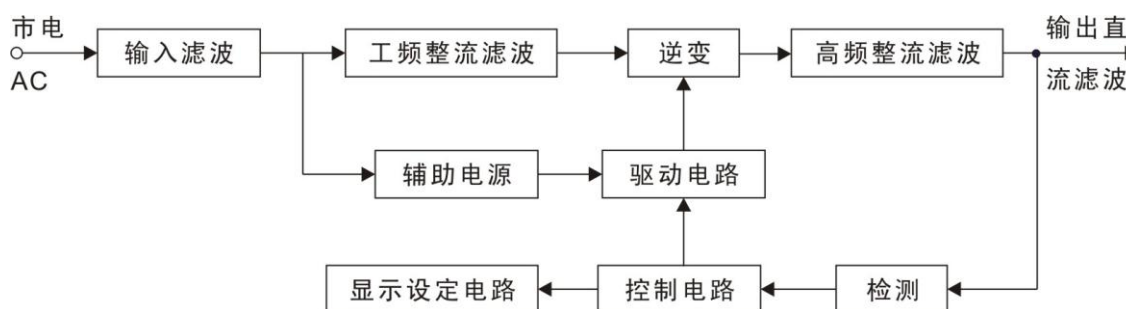 市电
AC
输入滤波
工频整流滤波
逆变
高频整流滤波
输出直
流滤波
辅助电源
驱动电路
显示设定电路
控制电路
检测